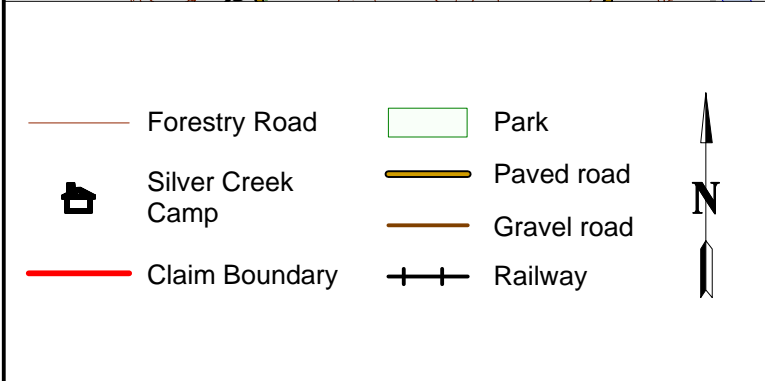 Forestry Road
Silver Creek
Camp
Claim Boundary
Park
Paved road
Gravel road
Railway
N